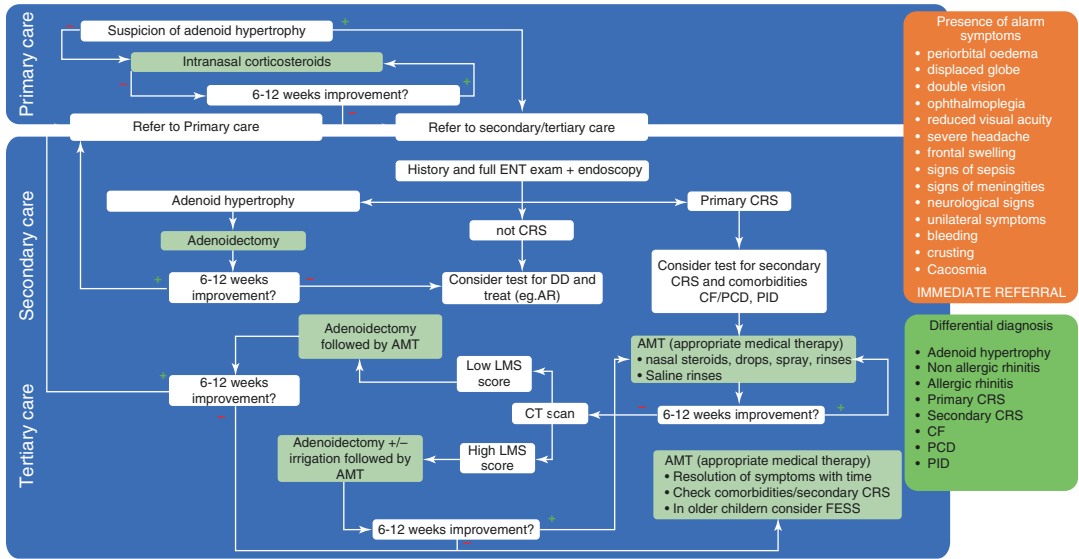 Primary care
Suspicion of adenoid hypertrophy
+
−
Intranasal corticosteroids
−
+
6-12 weeks improvement?
−
Refer to Primary care
Refer to secondary/tertiary care
Secondary care
History and full ENT exam + endoscopy
Adenoid hypertrophy
Primary CRS
not CRS
Adenoidectomy
+
6-12 weeks
improvement?
−
Consider test for DD and
treat (eg.AR)
Consider test for secondary
CRS and comorbidities
CF/PCD, PID
Tertiary care
Adenoidectomy
followed by AMT
AMT (appropriate medical therapy)
• nasal steroids, drops, spray, rinses
• Saline rinses
+
6-12 weeks
improvement?
−
Low LMS
score
CT scan
−
6-12 weeks improvement?
+
Adenoidectomy +/−
irrigation followed by
AMT
High LMS
score
AMT (appropriate medical therapy)
• Resolution of symptoms with time
• Check comorbidities/secondary CRS
• In older childern consider FESS
6-12 weeks improvement?
+
−
Presence of alarm
symptoms
• periorbital oedema
• displaced globe
• double vision
• ophthalmoplegia
• reduced visual acuity
• severe headache
• frontal swelling
• signs of sepsis
• signs of meningities
• neurological signs
• unilateral symptoms
• bleeding
• crusting
• Cacosmia
IMMEDIATE REFERRAL
Differential diagnosis
• Adenoid hypertrophy
• Non allergic rhinitis
• Allergic rhinitis
• Primary CRS
• Secondary CRS
• CF
• PCD
• PID